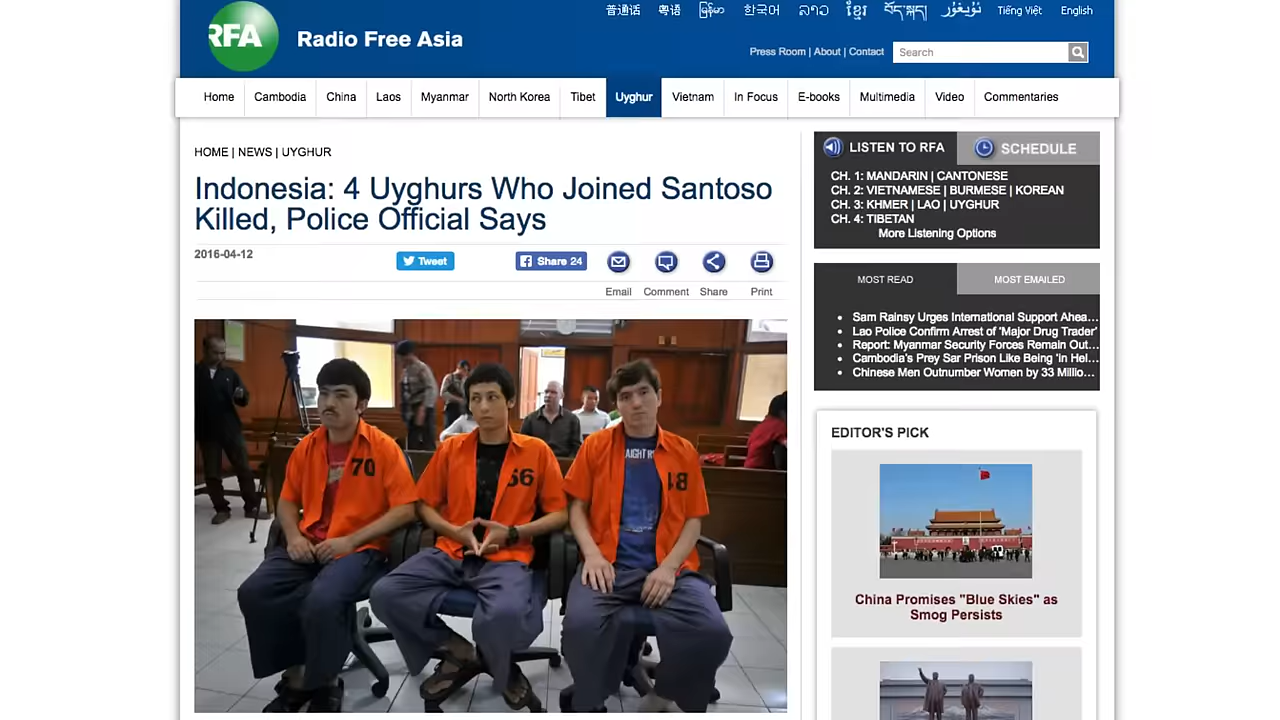 普通话 粤语 မြန်မာ 한국어 ລາວ ខ្មែរ བོད་སྐད། ئۇيغۇر Tiếng Việt English
RFA Radio Free Asia
Press Room | About | Contact Search
Home Cambodia China Laos Myanmar North Korea Tibet Uyghur Vietnam In Focus E-books Multimedia Video Commentaries
HOME | NEWS | UYGHUR
Indonesia: 4 Uyghurs Who Joined Santoso
Killed, Police Official Says
2016-04-12
Tweet Share 24
Email Comment Share Print
70 66 48
LISTEN TO RFA SCHEDULE
CH. 1: MANDARIN | CANTONESE
CH. 2: VIETNAMESE | BURMESE | KOREAN
CH. 3: KHMER | LAO | UYGHUR
CH. 4: TIBETAN
More Listening Options
MOST READ MOST EMAILED
Sam Rainsy Urges International Support Ahea...
Lao Police Confirm Arrest of 'Major Drug Trader'
Report: Myanmar Security Forces Remain Out...
Cambodia's Prey Sar Prison Like Being 'in Hel...
Chinese Men Outnumber Women by 33 Millio...
EDITOR'S PICK
China Promises "Blue Skies" as
Smog Persists